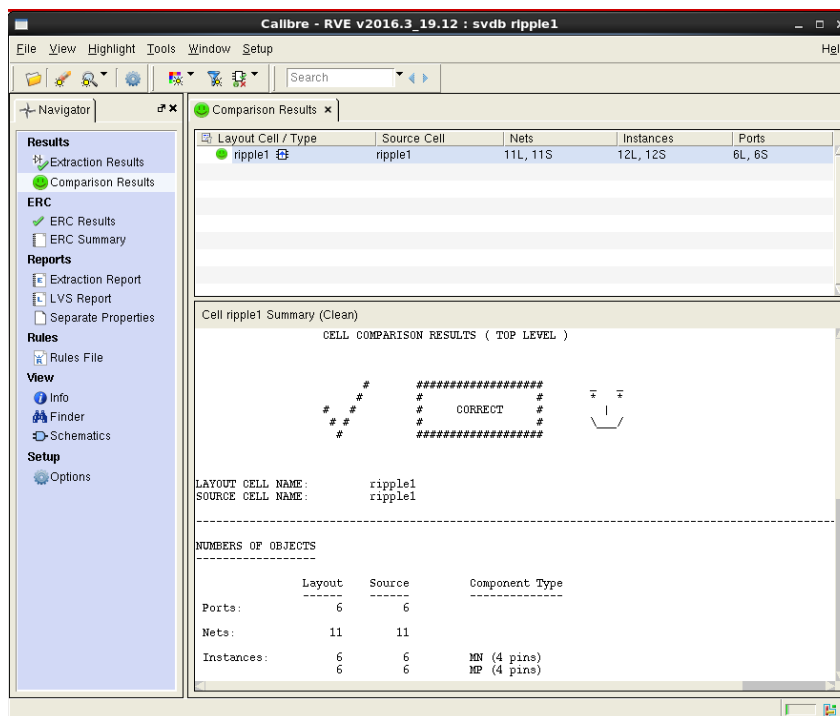 Calibre - RVE v2016.3_19.12 : svdb ripple1
File View Highlight Tools Window Setup Hel
Search
Navigator
Comparison Results
Results
Extraction Results
Comparison Results
ERC
ERC Results
ERC Summary
Reports
Extraction Report
LVS Report
Separate Properties
Rules
Rules File
View
Info
Finder
Schematics
Setup
Options
Layout Cell / Type Source Cell Nets Instances Ports
ripple1 ripple1 11L, 11S 12L, 12S 6L, 6S
Cell ripple1 Summary (Clean)
CELL COMPARISON RESULTS ( TOP LEVEL )
# ################### _ _
# # # * *
# # # CORRECT # |
# # # # \___/
# ###################
LAYOUT CELL NAME: ripple1
SOURCE CELL NAME: ripple1
--------------------------------------------------------------------------------
NUMBERS OF OBJECTS
------------------
Layout Source Component Type
------ ------ --------------
Ports: 6 6
Nets: 11 11
Instances: 6 6 MN (4 pins)
6 6 MP (4 pins)